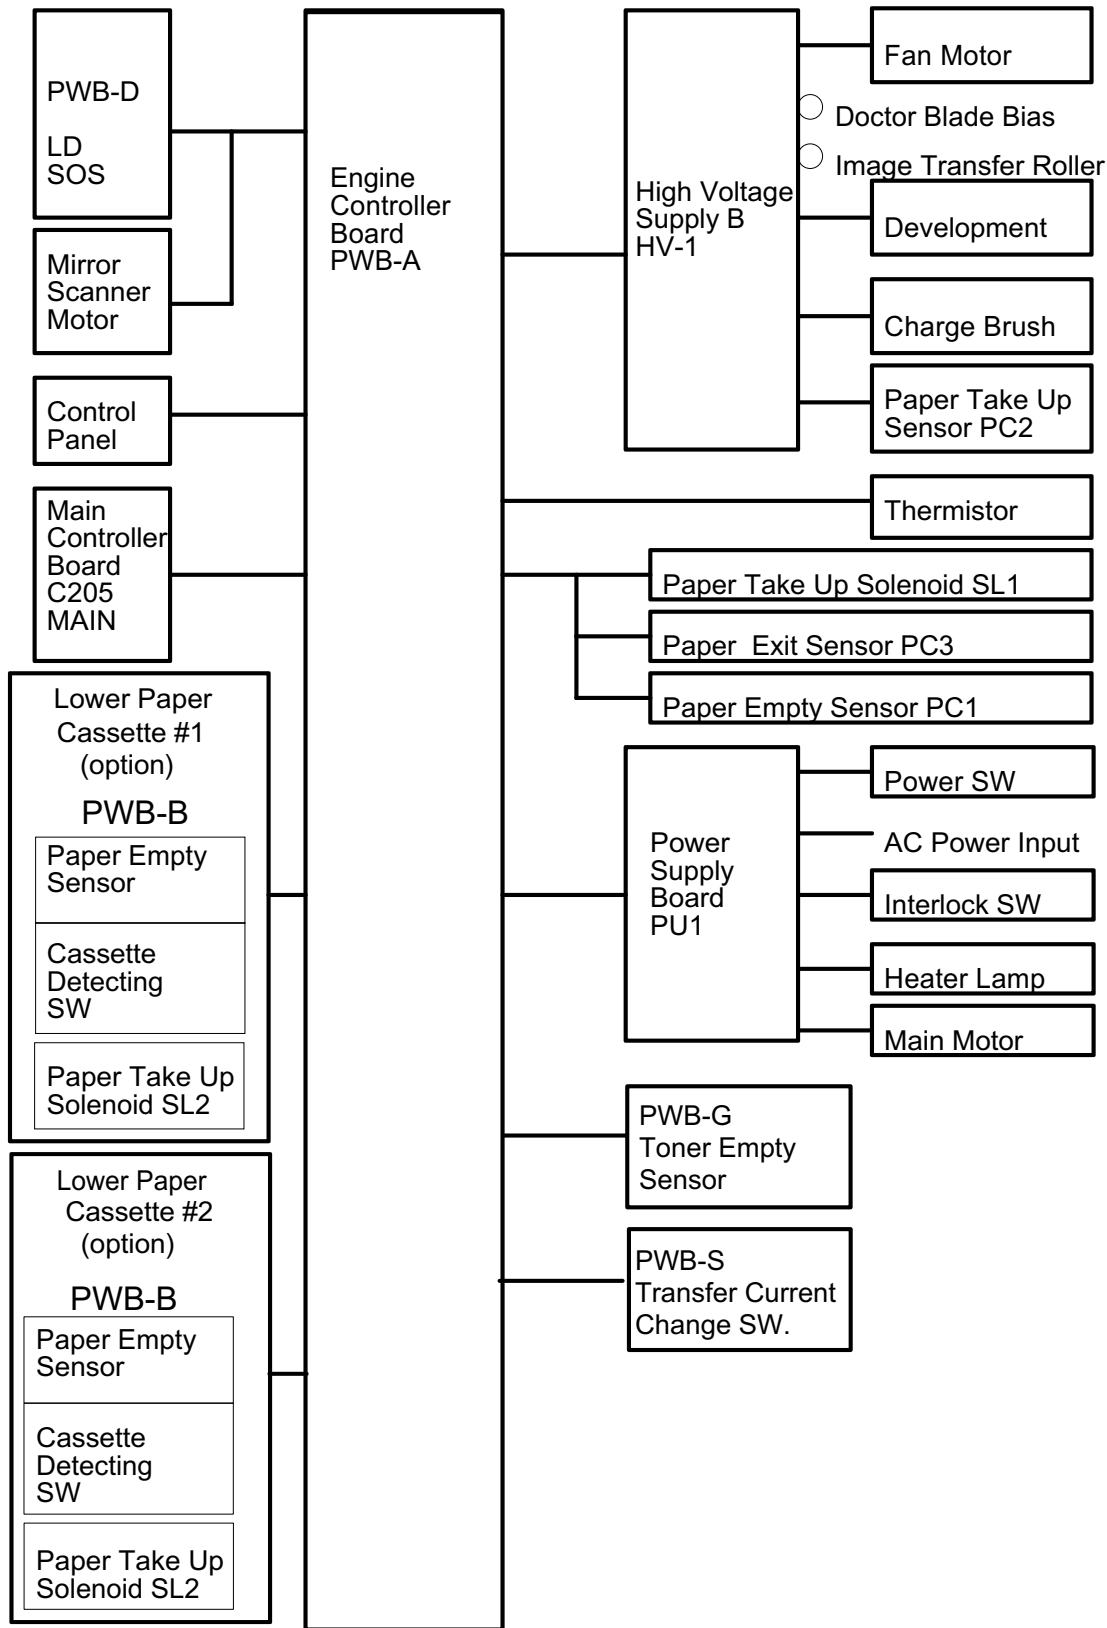 PWB-D
LD
SOS
Mirror
Scanner
Motor
Control
Panel
Main
Controller
Board
C205
MAIN
Lower Paper
Cassette #1
(option)
PWB-B
Paper Empty
Sensor
Cassette
Detecting
SW
Paper Take Up
Solenoid SL2
Lower Paper
Cassette #2
(option)
PWB-B
Paper Empty
Sensor
Cassette
Detecting
SW
Paper Take Up
Solenoid SL2
Engine
Controller
Board
PWB-A
High Voltage
Supply B
HV-1
Fan Motor
Doctor Blade Bias
Image Transfer Roller
Development
Charge Brush
Paper Take Up
Sensor PC2
Thermistor
Paper Take Up Solenoid SL1
Paper Exit Sensor PC3
Paper Empty Sensor PC1
Power
Supply
Board
PU1
Power SW
AC Power Input
Interlock SW
Heater Lamp
Main Motor
PWB-G
Toner Empty
Sensor
PWB-S
Transfer Current
Change SW.